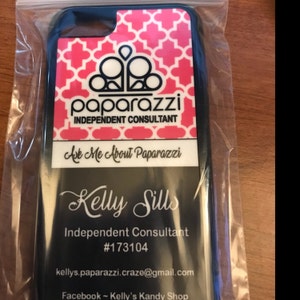 paparazzi
INDEPENDENT CONSULTANT
Ask Me About Paparazzi
Kelly Sills
Independent Consultant
#173104
kellys.paparazzi.craze@gmail.com
Facebook ~ Kelly's Kandy Shop